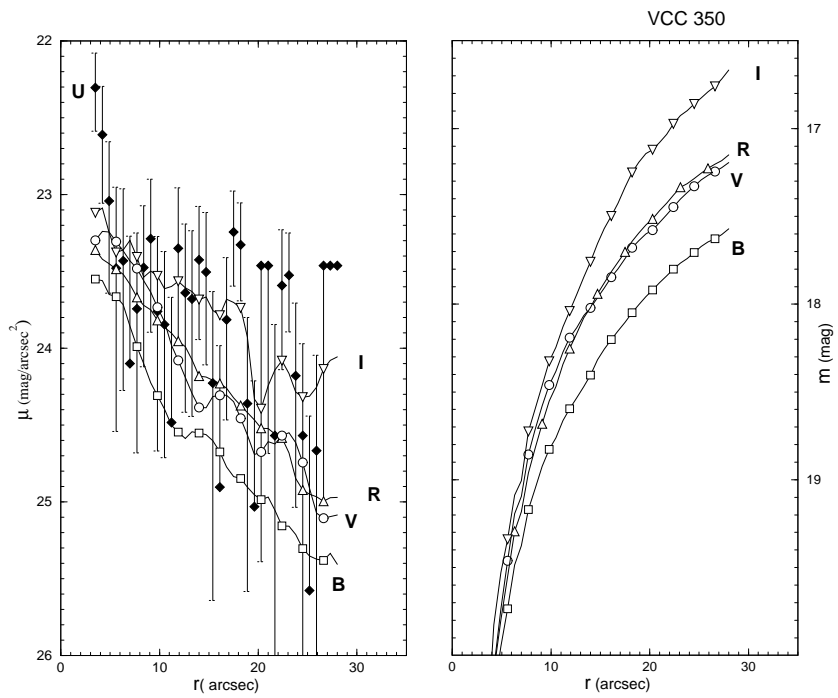 VCC 350
22
23
24
25
26
μ (mag/arcsec²)
U
I
R
V
B
0
10
20
30
r( arcsec)
I
R
V
B
17
18
19
m (mag)
0
10
20
30
r (arcsec)